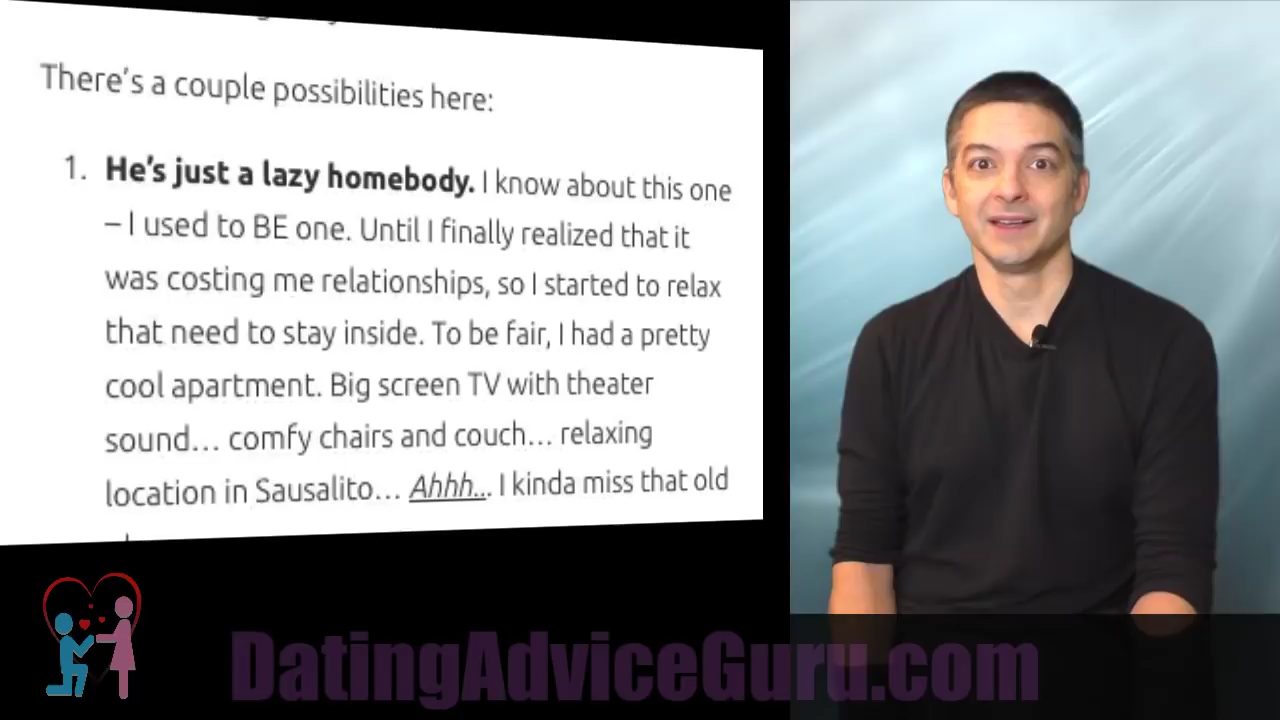 There's a couple possibilities here:
1. He's just a lazy homebody. I know about this one
– I used to BE one. Until I finally realized that it
was costing me relationships, so I started to relax
that need to stay inside. To be fair, I had a pretty
cool apartment. Big screen TV with theater
sound... comfy chairs and couch... relaxing
location in Sausalito... Ahhh... I kinda miss that old
DatingAdviceGuru.com